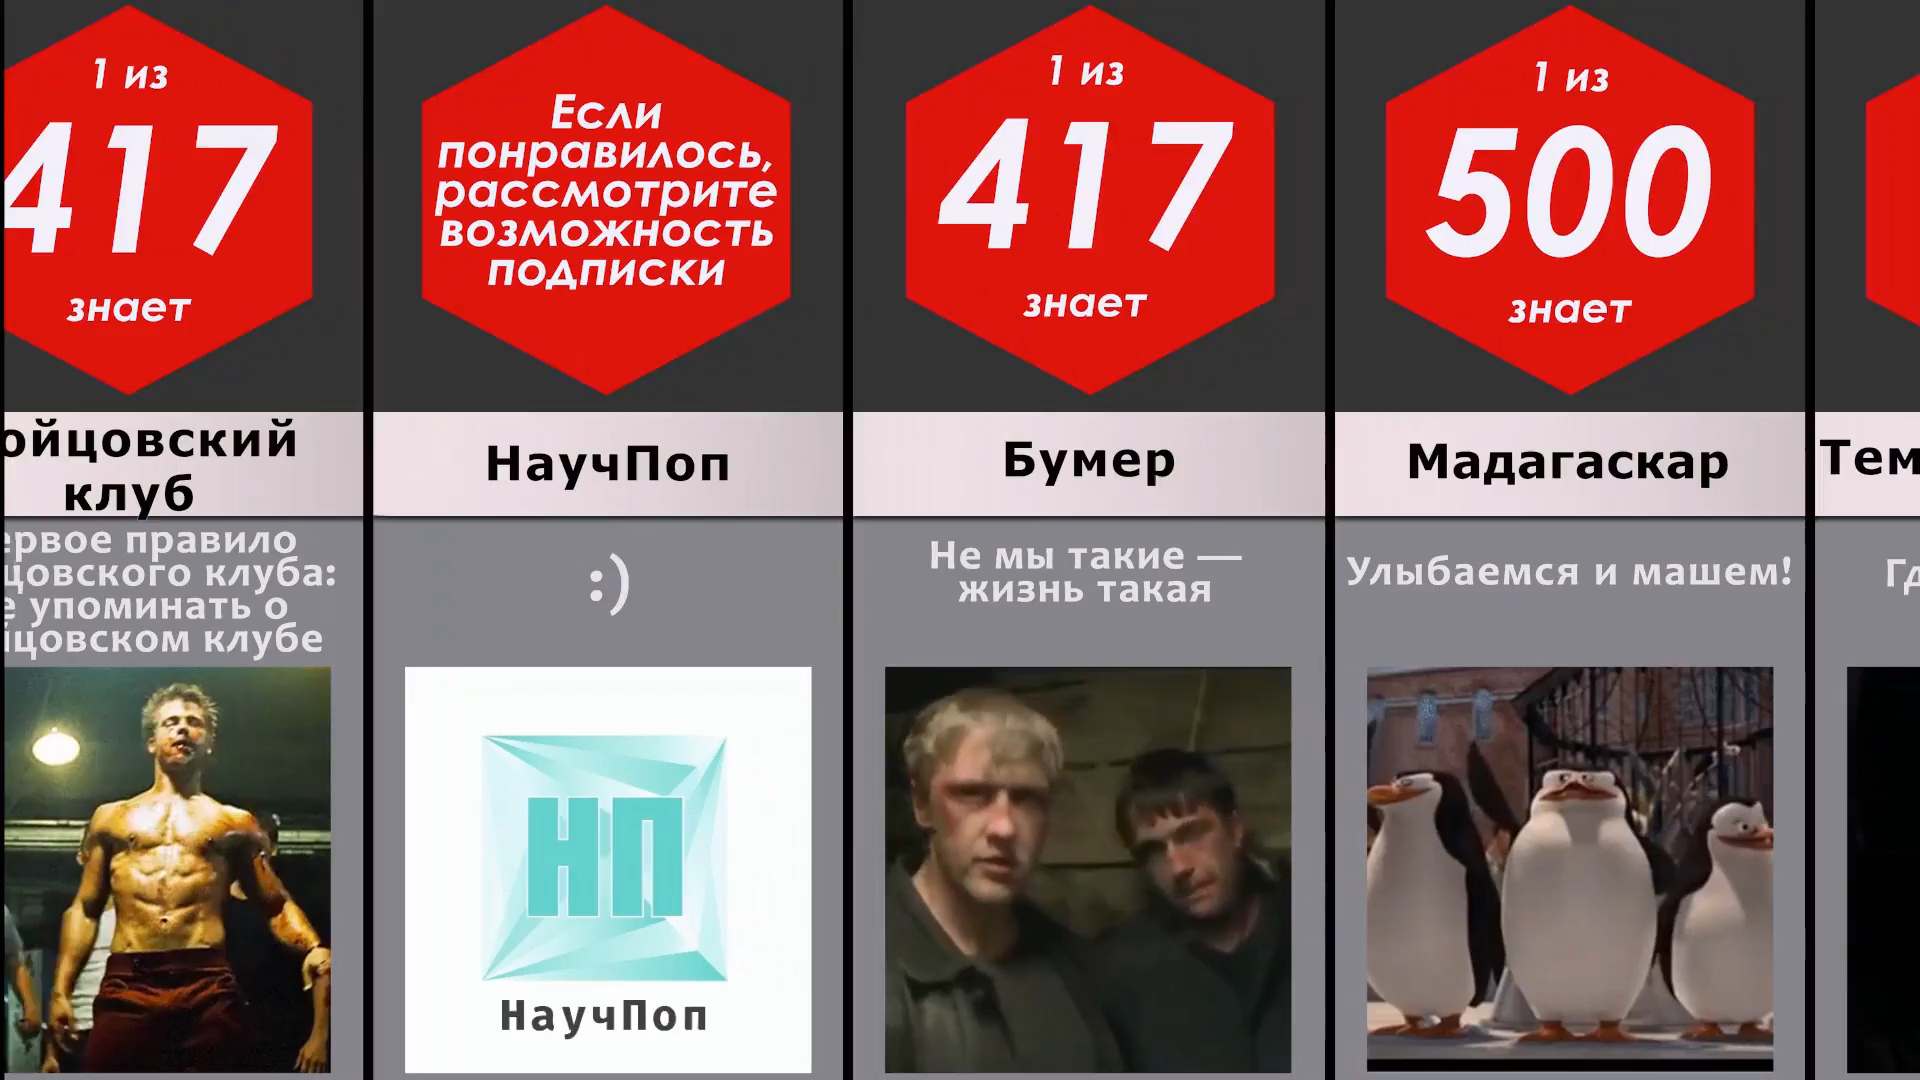 1 из
417
знает
ойцовский
клуб
ервое правило
цовского клуба:
е упоминать о
йцовском клубе
Если
понравилось,
рассмотрите
возможность
подписки
НаучПоп
:)
НП
НаучПоп
1 из
417
знает
Бумер
Не мы такие —
жизнь такая
1 из
500
знает
Мадагаскар
Улыбаемся и машем!
Тем
Гд